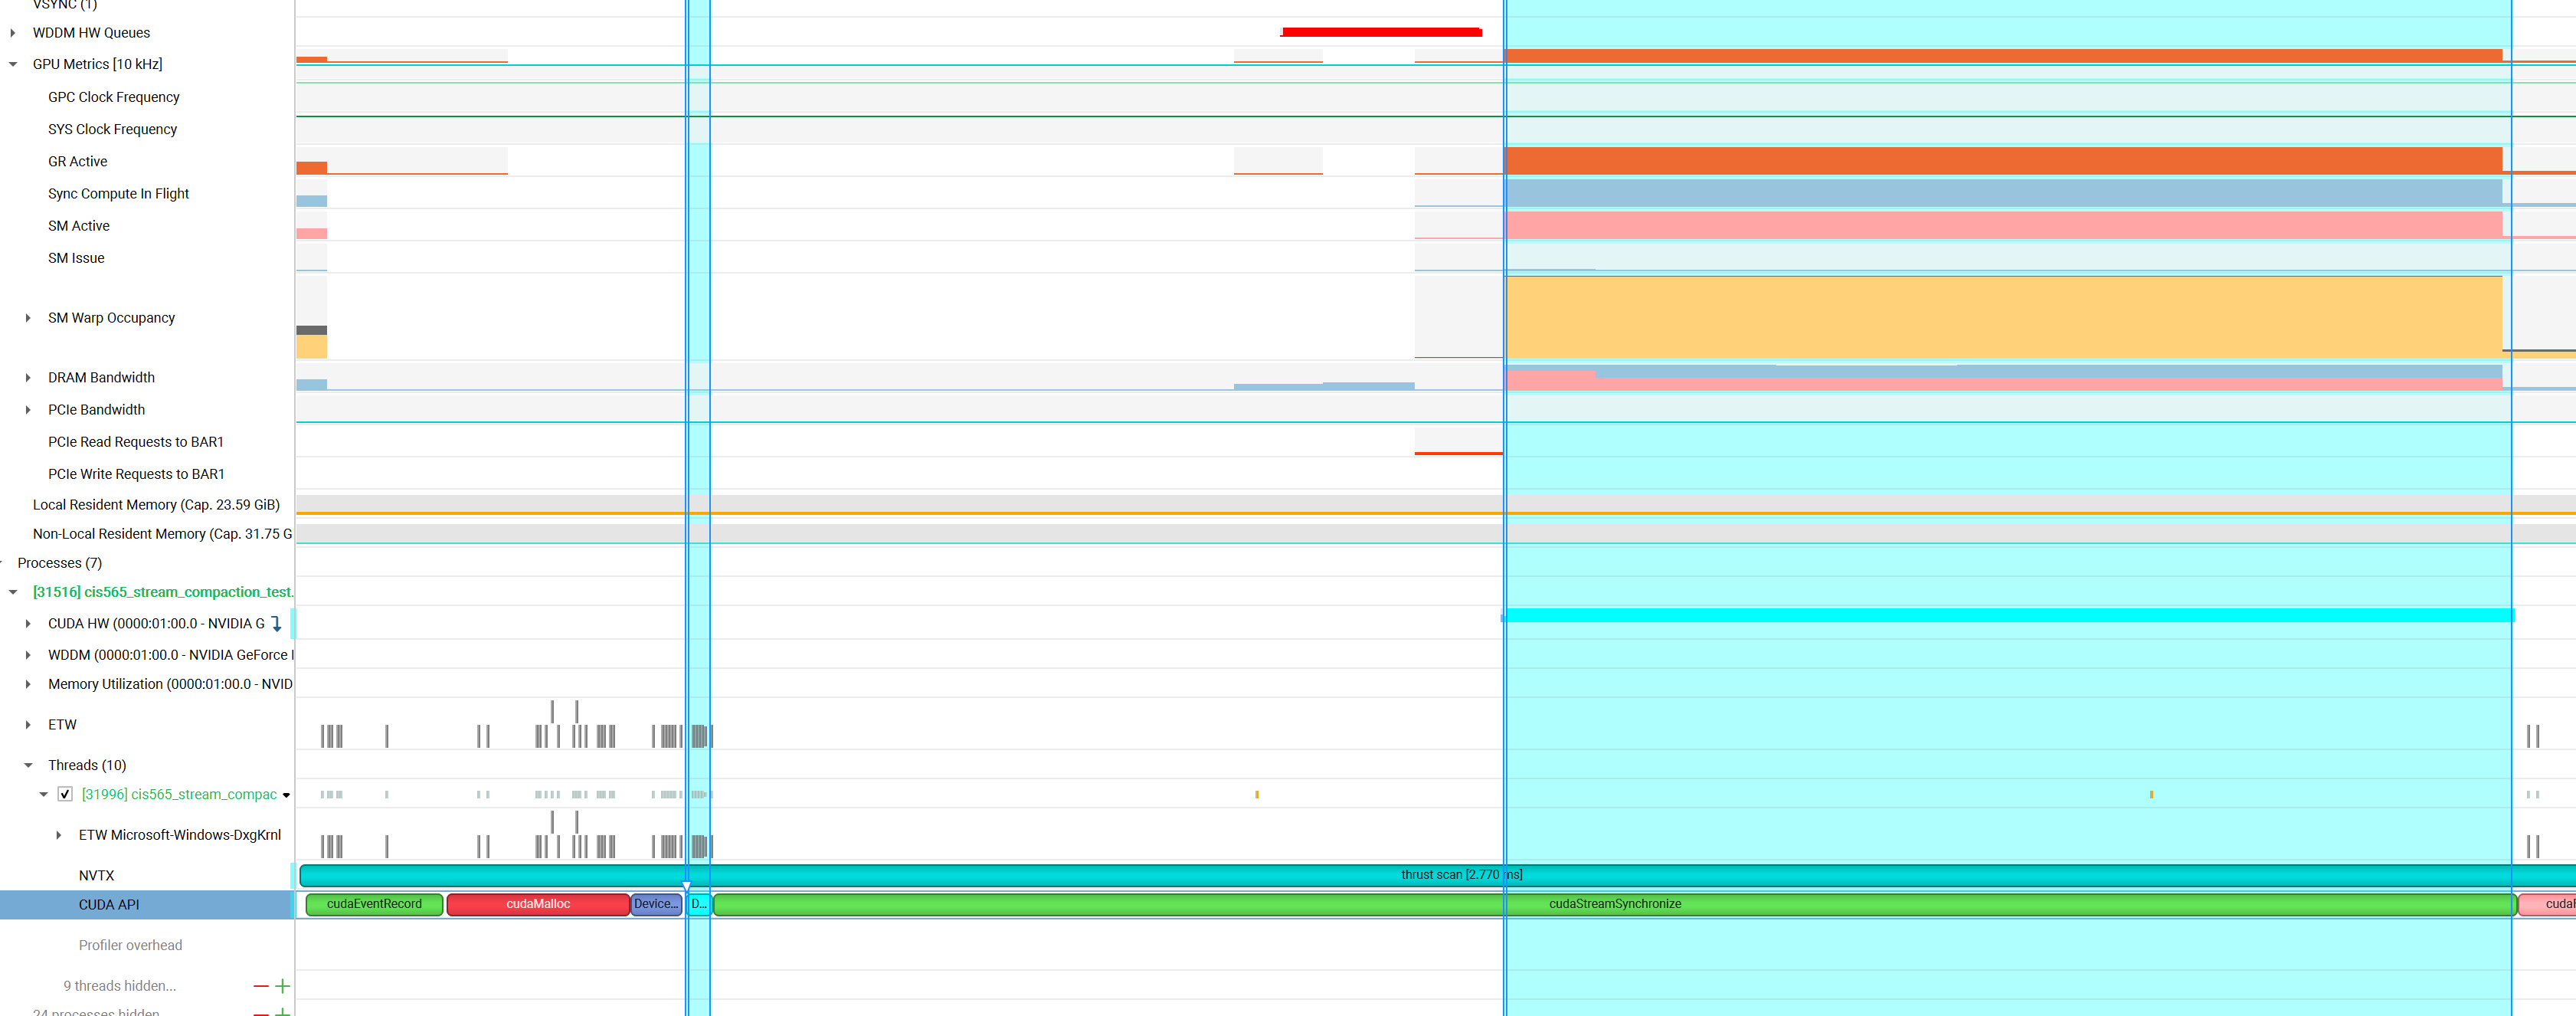 VSYNC (1)
WDDM HW Queues
GPU Metrics [10 kHz]
GPC Clock Frequency
SYS Clock Frequency
GR Active
Sync Compute In Flight
SM Active
SM Issue
SM Warp Occupancy
DRAM Bandwidth
PCIe Bandwidth
PCIe Read Requests to BAR1
PCIe Write Requests to BAR1
Local Resident Memory (Cap. 23.59 GiB)
Non-Local Resident Memory (Cap. 31.75 G
Processes (7)
[31516] cis565_stream_compaction_test.
CUDA HW (0000:01:00.0 - NVIDIA G
WDDM (0000:01:00.0 - NVIDIA GeForce
Memory Utilization (0000:01:00.0 - NVID
ETW
Threads (10)
[31996] cis565_stream_compac
ETW Microsoft-Windows-DxgKrnl
NVTX
thrust scan [2.770 ms]
CUDA API
cudaEventRecord
cudaMalloc
Device...
D...
cudaStreamSynchronize
cudaF
Profiler overhead
9 threads hidden...
24 processes hidden